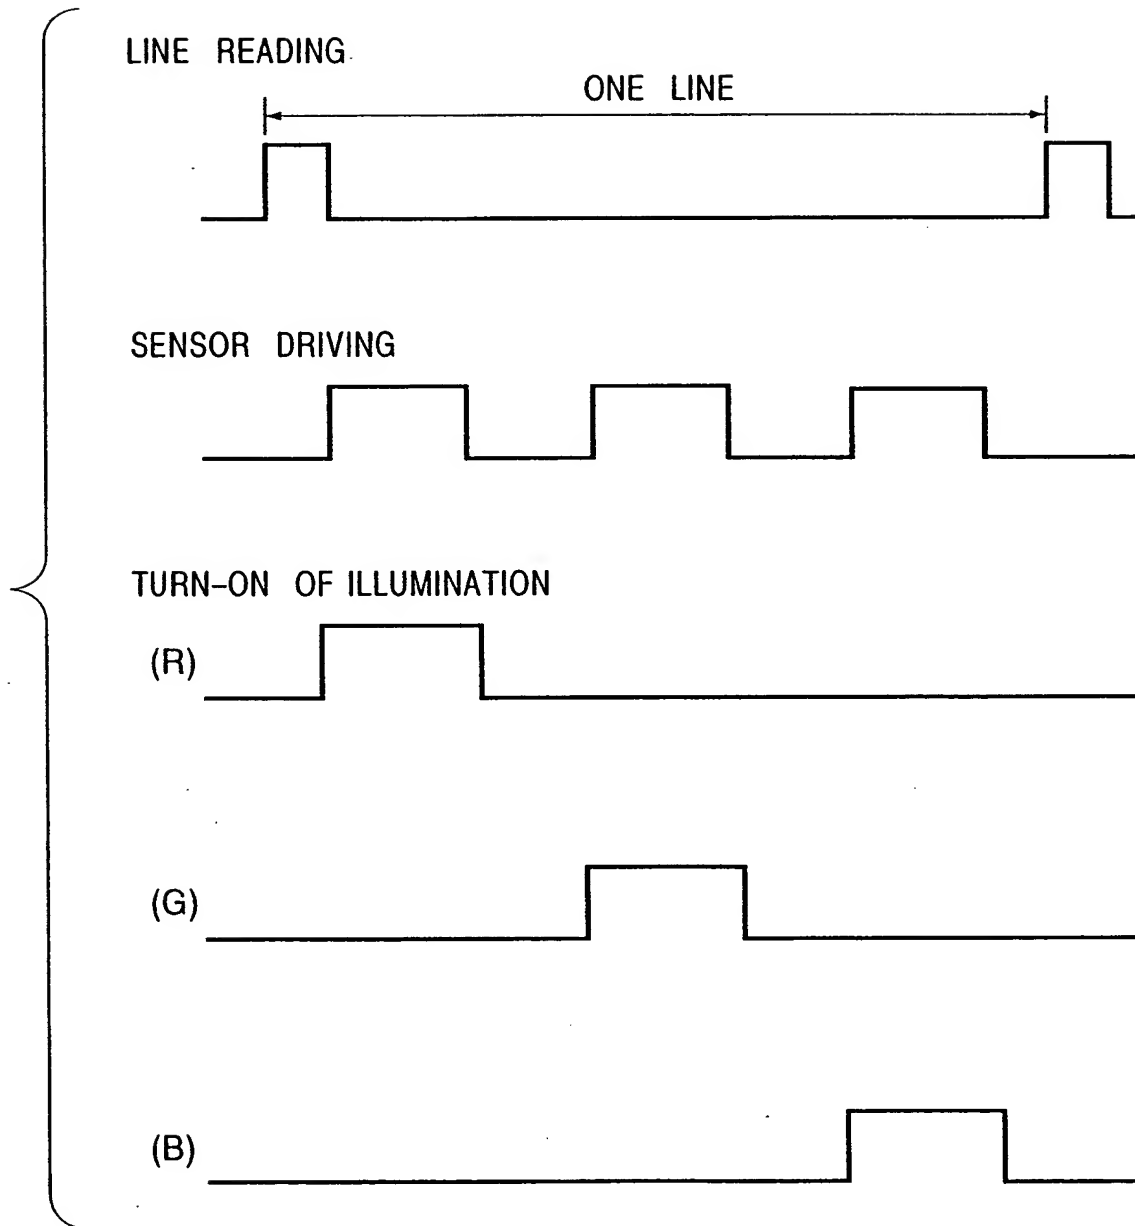 LINE READING
ONE LINE
SENSOR DRIVING
TURN-ON OF ILLUMINATION
(R)
(G)
(B)